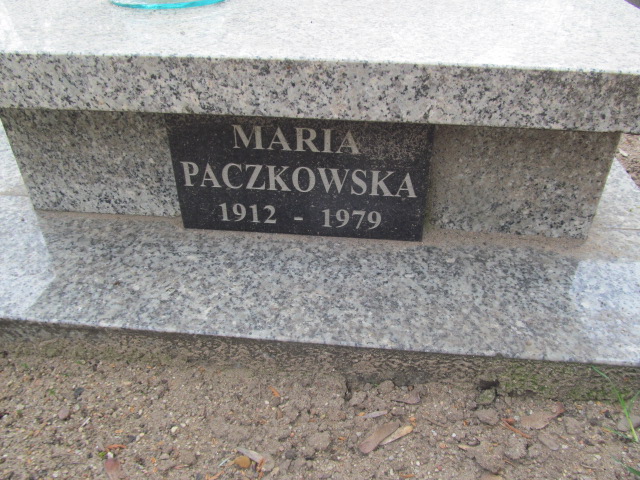 MARIA
PACZKOWSKA
1912 - 1979